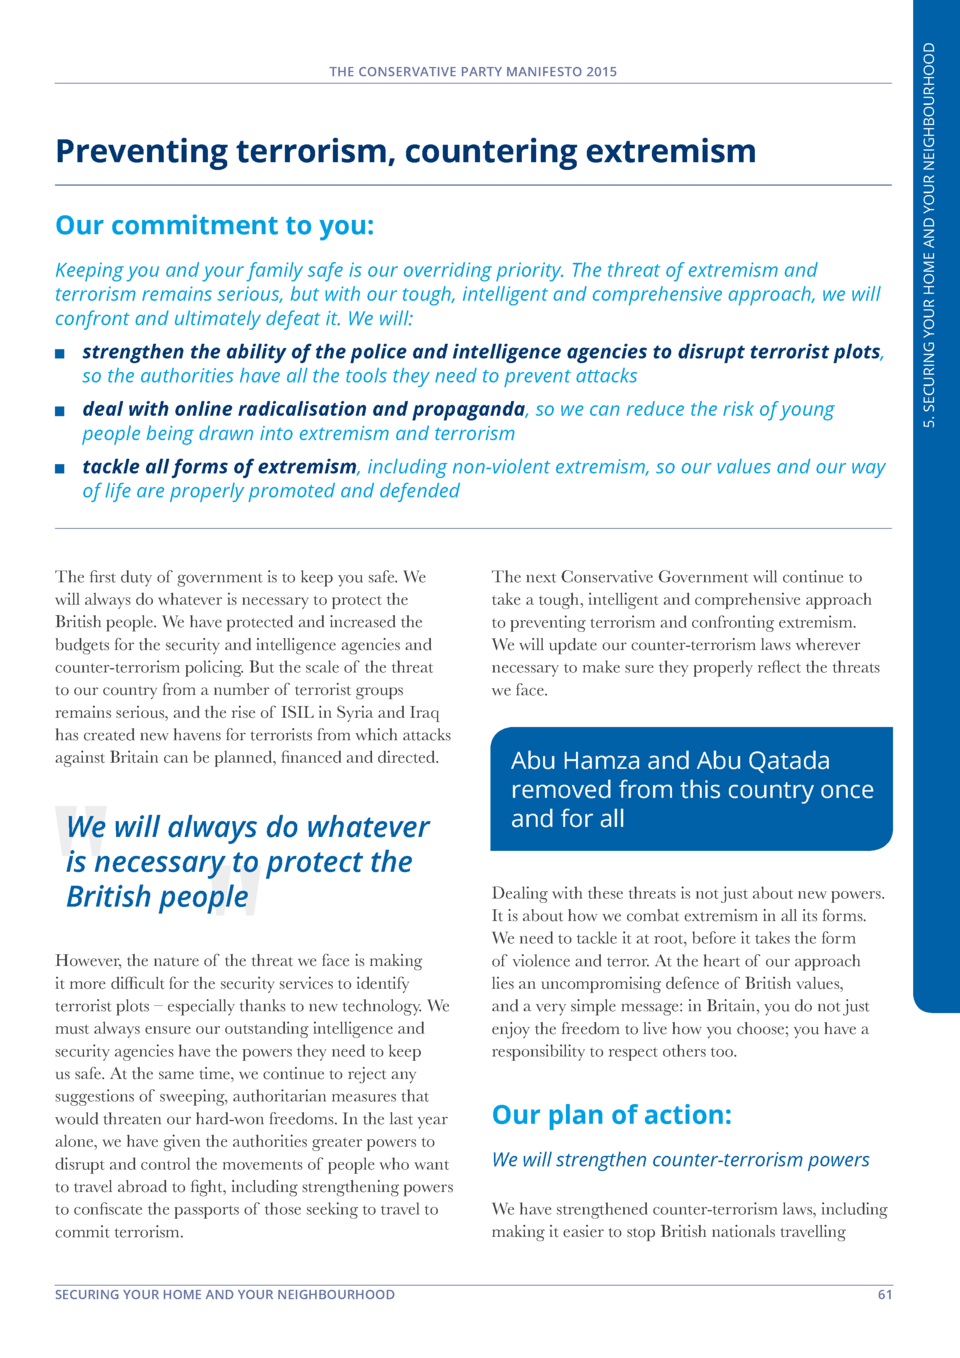 THE CONSERVATIVE PARTY MANIFESTO 2015
5. SECURING YOUR HOME AND YOUR NEIGHBOURHOOD
Preventing terrorism, countering extremism
Our commitment to you:
Keeping you and your family safe is our overriding priority. The threat of extremism and
terrorism remains serious, but with our tough, intelligent and comprehensive approach, we will
confront and ultimately defeat it. We will:
■ strengthen the ability of the police and intelligence agencies to disrupt terrorist plots,
so the authorities have all the tools they need to prevent attacks
■ deal with online radicalisation and propaganda, so we can reduce the risk of young
people being drawn into extremism and terrorism
■ tackle all forms of extremism, including non-violent extremism, so our values and our way
of life are properly promoted and defended
The first duty of government is to keep you safe. We
will always do whatever is necessary to protect the
British people. We have protected and increased the
budgets for the security and intelligence agencies and
counter-terrorism policing. But the scale of the threat
to our country from a number of terrorist groups
remains serious, and the rise of ISIL in Syria and Iraq
has created new havens for terrorists from which attacks
against Britain can be planned, financed and directed.
"We will always do whatever
is necessary to protect the
British people"
However, the nature of the threat we face is making
it more difficult for the security services to identify
terrorist plots – especially thanks to new technology. We
must always ensure our outstanding intelligence and
security agencies have the powers they need to keep
us safe. At the same time, we continue to reject any
suggestions of sweeping, authoritarian measures that
would threaten our hard-won freedoms. In the last year
alone, we have given the authorities greater powers to
disrupt and control the movements of people who want
to travel abroad to fight, including strengthening powers
to confiscate the passports of those seeking to travel to
commit terrorism.
The next Conservative Government will continue to
take a tough, intelligent and comprehensive approach
to preventing terrorism and confronting extremism.
We will update our counter-terrorism laws wherever
necessary to make sure they properly reflect the threats
we face.
Abu Hamza and Abu Qatada
removed from this country once
and for all
Dealing with these threats is not just about new powers.
It is about how we combat extremism in all its forms.
We need to tackle it at root, before it takes the form
of violence and terror. At the heart of our approach
lies an uncompromising defence of British values,
and a very simple message: in Britain, you do not just
enjoy the freedom to live how you choose; you have a
responsibility to respect others too.
Our plan of action:
We will strengthen counter-terrorism powers
We have strengthened counter-terrorism laws, including
making it easier to stop British nationals travelling
SECURING YOUR HOME AND YOUR NEIGHBOURHOOD
61